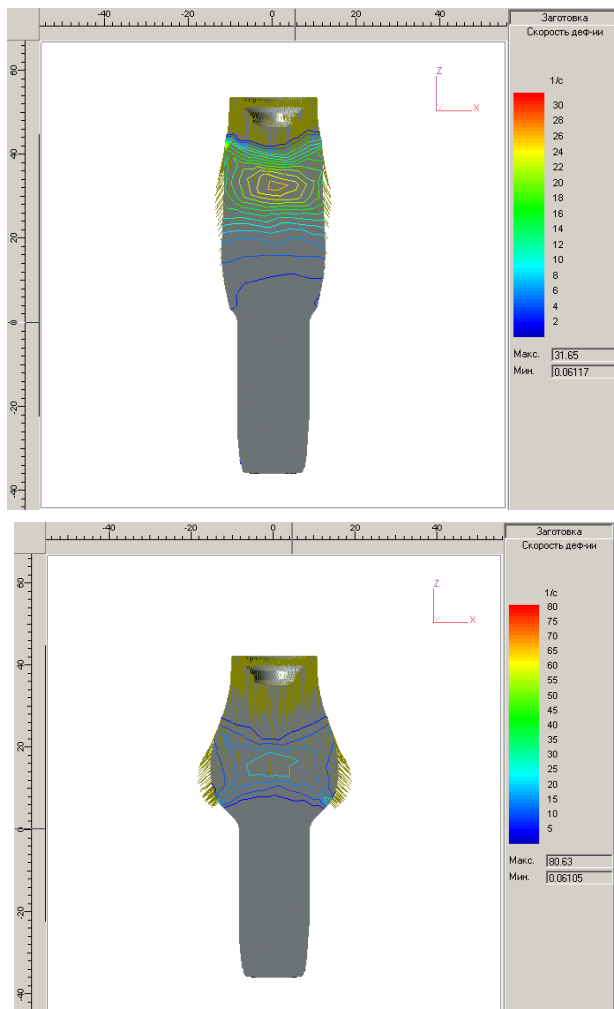 -40 -20 0 20 40
Заготовка
Скорость деф-ии
60
40
20
0
-20
-40
Z
X
1/с
30
28
26
24
22
20
18
16
14
12
10
8
6
4
2
Макс. 31.65
Мин. 0.06117
-40 -20 0 20 40
Заготовка
Скорость деф-ии
60
40
20
0
-20
-40
Z
X
1/с
80
75
70
65
60
55
50
45
40
35
30
25
20
15
10
5
Макс. 80.63
Мин. 0.06105